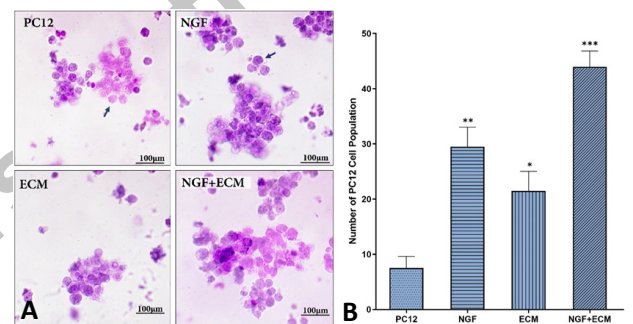 PC12
NGF
100μm
100μm
ECM
NGF+ECM
100μm
100μm
A
Number of PC12 Cell Population
50
40
30
20
10
0
**
*
***
PC12
NGF
ECM
NGF+ECM
B